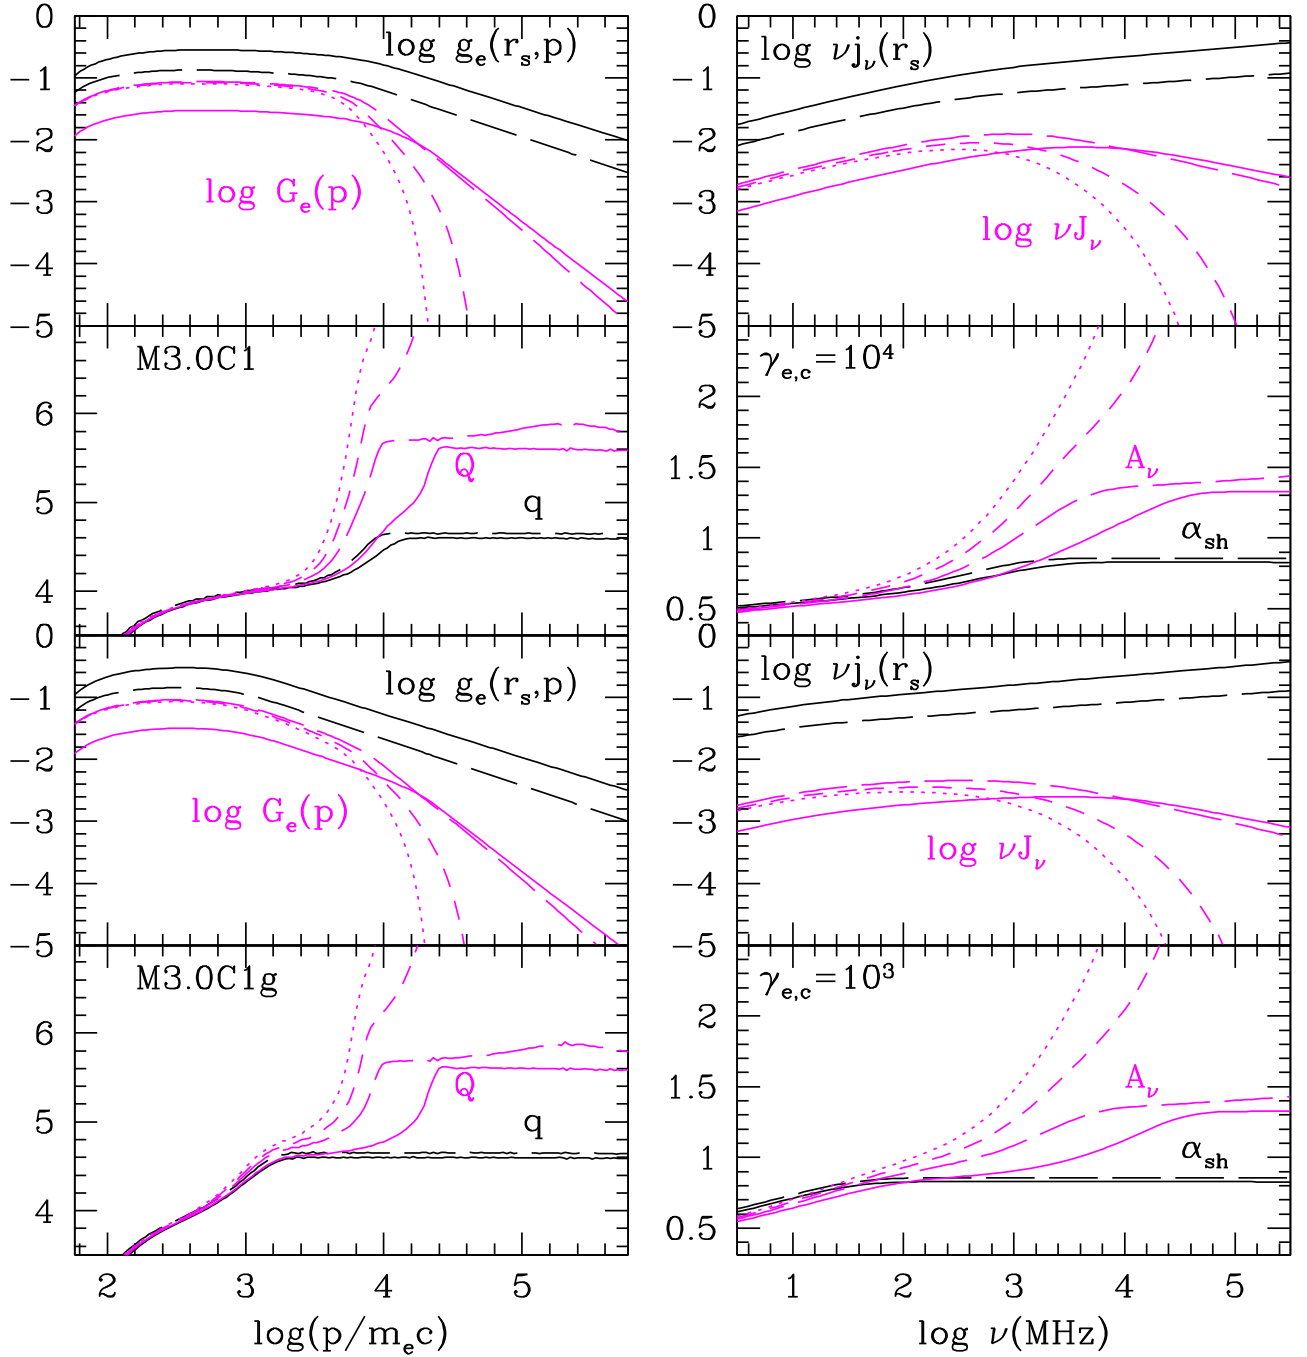 0
−1
−2
−3
−4
−5
log g_e(r_s,p)
log G_e(p)
0
−1
−2
−3
−4
−5
log νj_ν(r_s)
log νJ_ν
M3.0C1
6
5
4
0
Q
q
γ_e,c=10⁴
2
1.5
1
0.5
0
A_ν
α_sh
log g_e(r_s,p)
−1
−2
−3
−4
−5
log G_e(p)
log νj_ν(r_s)
−1
−2
−3
−4
−5
log νJ_ν
M3.0C1g
6
5
4
Q
q
γ_e,c=10³
2
1.5
1
0.5
A_ν
α_sh
2 3 4 5
1 2 3 4 5
log(p/m_ec)
log ν(MHz)